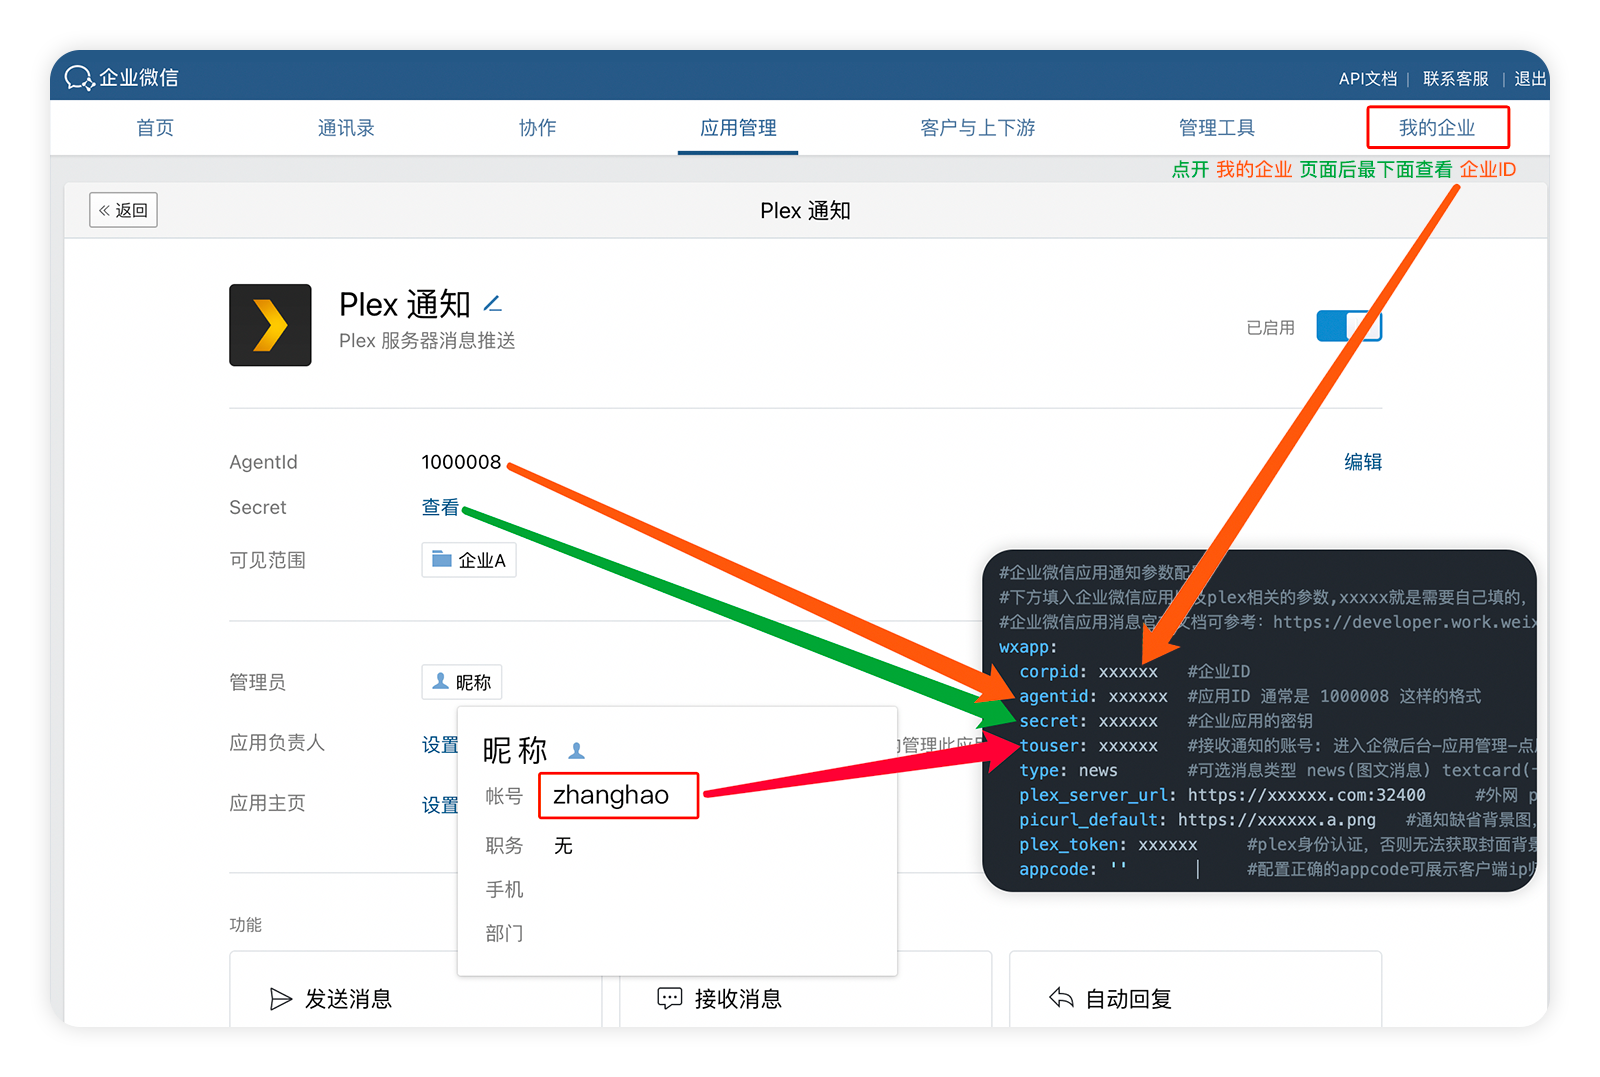 企业微信
API文档 | 联系客服 | 退出
首页 通讯录 协作 应用管理 客户与上下游 管理工具 我的企业
点开 我的企业 页面后最下面查看 企业ID
« 返回
Plex 通知
Plex 通知
Plex 服务器消息推送
已启用
AgentId 1000008 编辑
Secret 查看
可见范围 企业A
管理员 昵称
应用负责人 设置
管理此应
应用主页 设置
昵 称
帐号 zhanghao
职务 无
手机
部门
#企业微信应用通知参数配
#下方填入企业微信应用 plex相关的参数,xxxxx就是需要自己填的,
#企业微信应用消息官 文档可参考: https://developer.work.weix
wxapp:
corpid: xxxxxx #企业ID
agentid: xxxxxx #应用ID 通常是 1000008 这样的格式
secret: xxxxxx #企业应用的密钥
touser: xxxxxx #接收通知的账号: 进入企微后台-应用管理-点
type: news #可选消息类型 news(图文消息) textcard(
plex_server_url: https://xxxxxx.com:32400 #外网 p
picurl_default: https://xxxxxx.a.png #通知缺省背景图,
plex_token: xxxxxx #plex身份认证, 否则无法获取封面背景
appcode: '' #配置正确的appcode可展示客户端ip归
功能
发送消息 接收消息 自动回复